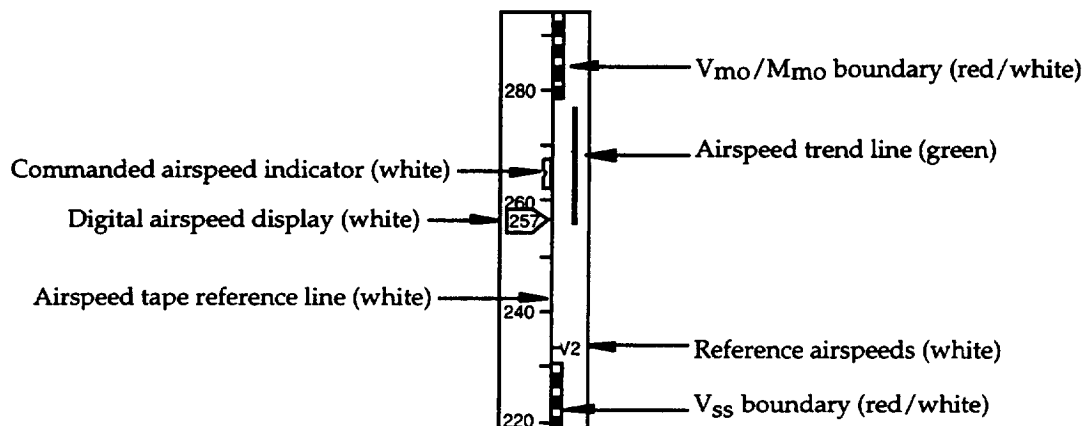 Vmo/Mmo boundary (red/white)
280
Airspeed trend line (green)
Commanded airspeed indicator (white)
260
Digital airspeed display (white)
257
Airspeed tape reference line (white)
240
V2
Reference airspeeds (white)
Vss boundary (red/white)
220